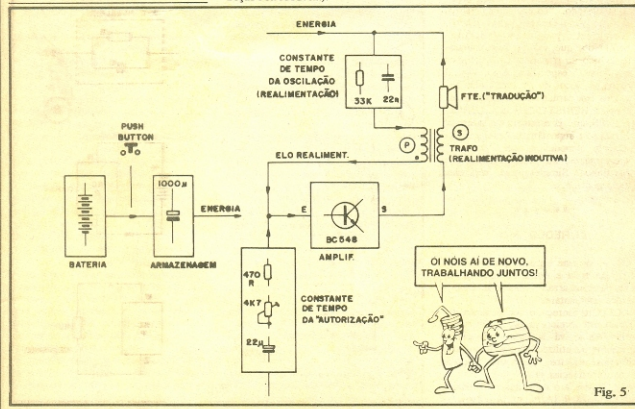 ENERGIA
CONSTANTE
DE TEMPO
DA OSCILAÇÃO
(REALIMENTAÇÃO)
33K
22n
FTE.("TRADUÇÃO")
P
S
TRAFO
(REALIMENTAÇÃO INDUTIVA)
PUSH
BUTTON
ELO REALIMENT.
1000µ
ENERGIA
E
S
BC548
AMPLIF.
BATERIA
ARMAZENAGEM
470
R
4K7
22µ
CONSTANTE
DE TEMPO
DA "AUTORIZAÇÃO"
OI NÓIS AÍ DE NOVO,
TRABALHANDO JUNTOS!
Fig. 5